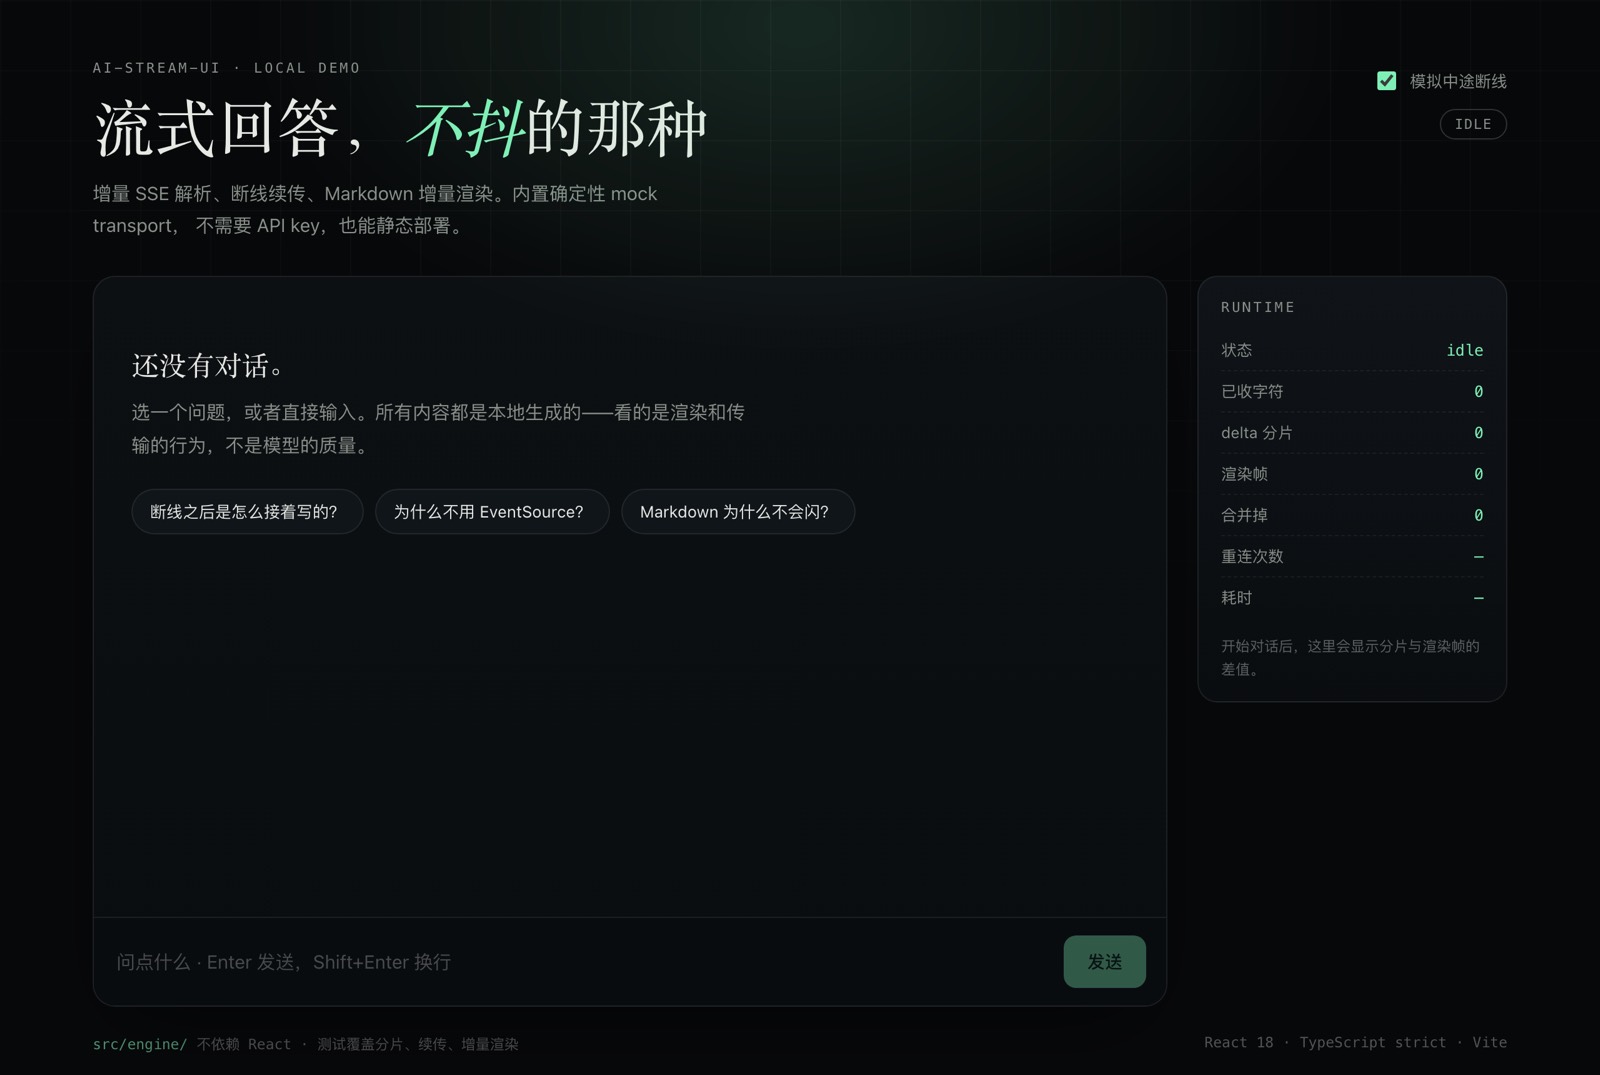 AI-STREAM-UI · LOCAL DEMO
流式回答，不抖的那种
增量 SSE 解析、断线续传、Markdown 增量渲染。内置确定性 mock
transport， 不需要 API key，也能静态部署。
模拟中途断线
IDLE
还没有对话。
选一个问题，或者直接输入。所有内容都是本地生成的——看的是渲染和传
输的行为，不是模型的质量。
断线之后是怎么接着写的？
为什么不用 EventSource？
Markdown 为什么不会闪？
问点什么 · Enter 发送，Shift+Enter 换行
发送
RUNTIME
状态 idle
已收字符 0
delta 分片 0
渲染帧 0
合并掉 0
重连次数 —
耗时 —
开始对话后，这里会显示分片与渲染帧的
差值。
src/engine/ 不依赖 React · 测试覆盖分片、续传、增量渲染
React 18 · TypeScript strict · Vite